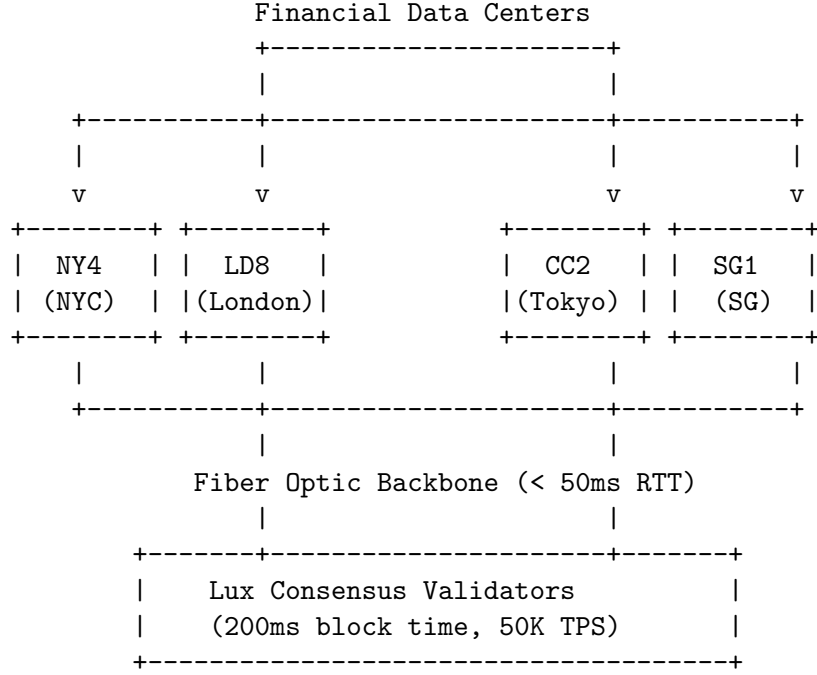 Financial Data Centers
NY4 LD8 CC2 SG1
(NYC) (London) (Tokyo) (SG)
Fiber Optic Backbone (< 50ms RTT)
Lux Consensus Validators
(200ms block time, 50K TPS)